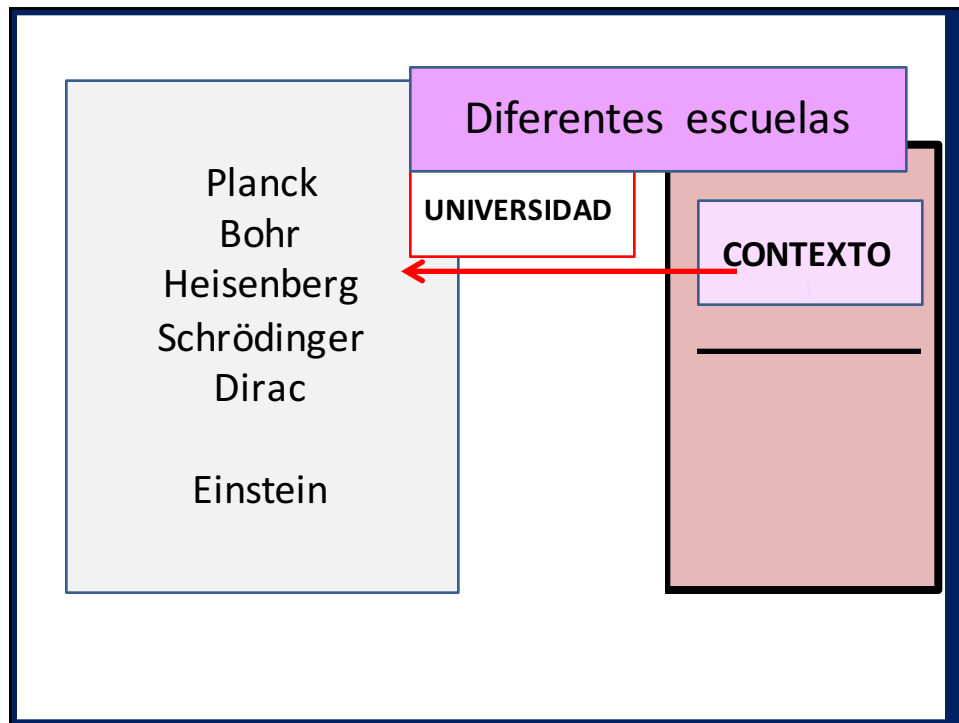 Diferentes escuelas
UNIVERSIDAD
CONTEXTO
Planck
Bohr
Heisenberg
Schrödinger
Dirac
Einstein